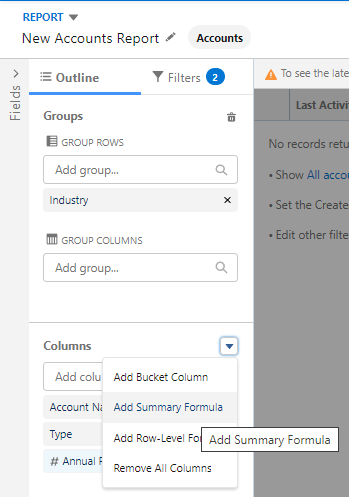 REPORT
New Accounts Report Accounts
Fields
Outline Filters 2
To see the late
Groups
GROUP ROWS
Add group...
Industry
GROUP COLUMNS
Add group...
Last Activi
No records retu
• Show All accou
• Set the Create
• Edit other filte
Columns
Add colu
Account Na
Type
# Annual R
Add Bucket Column
Add Summary Formula
Add Row-Level For
Remove All Columns
Add Summary Formula